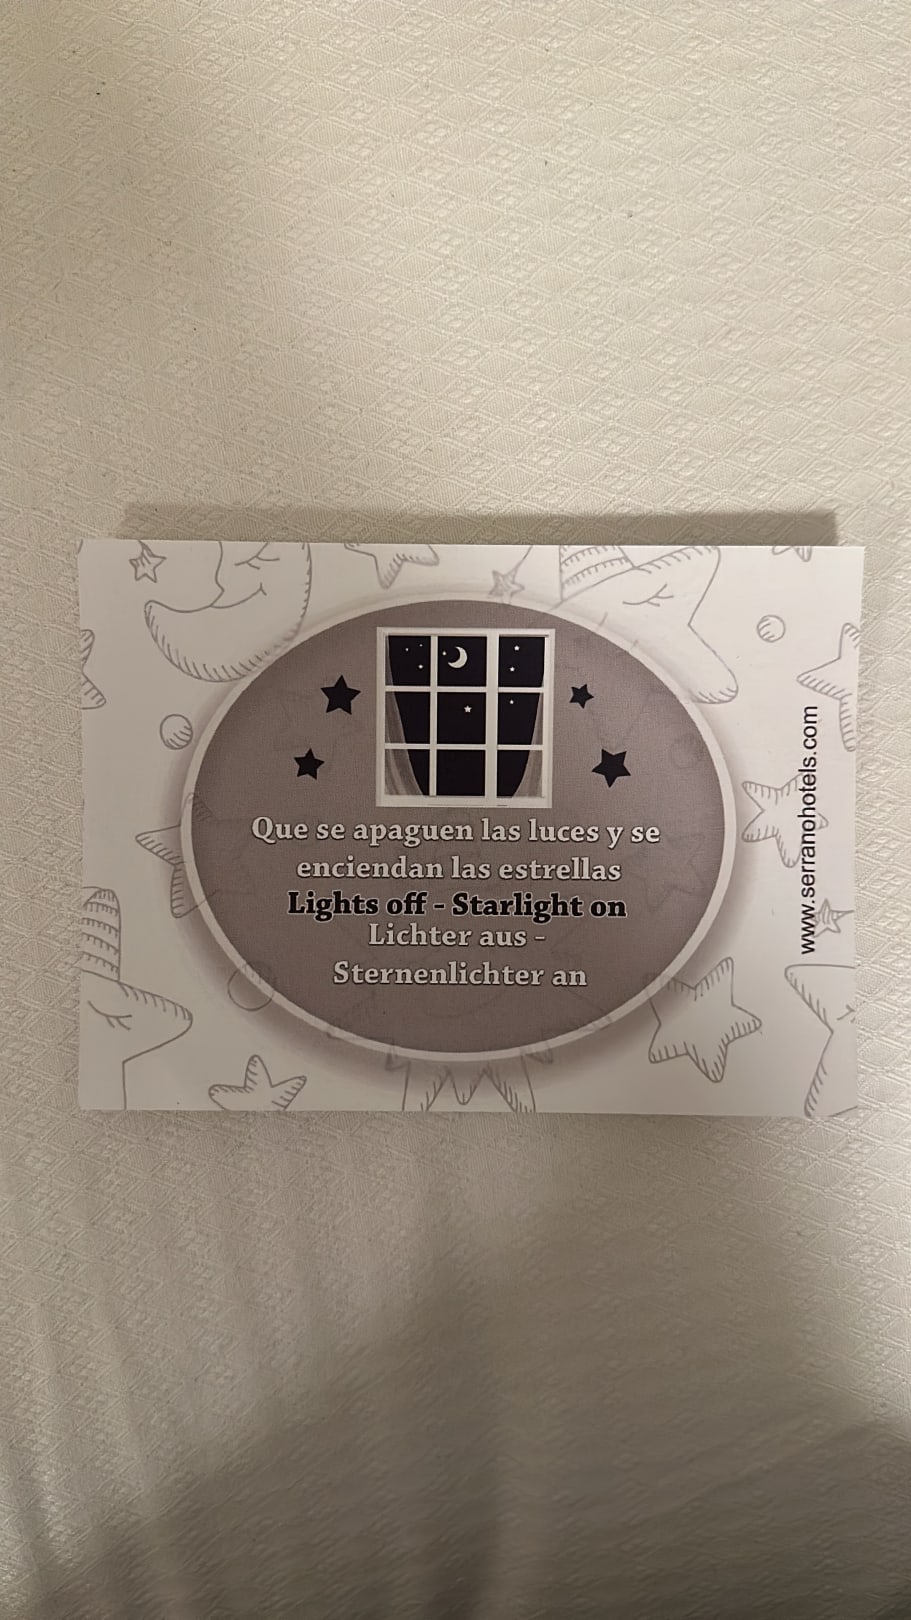 Que se apaguen las luces y se
enciendan las estrellas
Lights off - Starlight on
Lichter aus -
Sternenlichter an
www.serranohotels.com